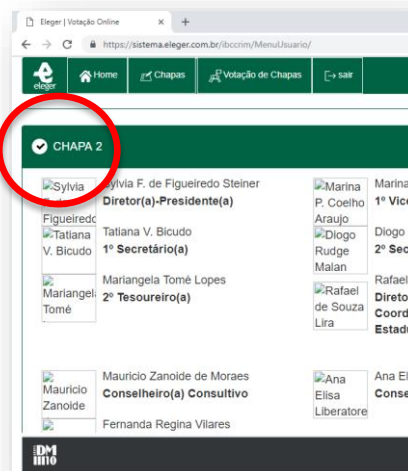 Eleger | Votação Online
https://sistema.eleger.com.br/ibccrim/MenuUsuario/
eleger Home Chapas Votação de Chapas sair
CHAPA 2
Sylvia F. de Figueiredo
Sylvia F. de Figueiredo Steiner
Diretor(a)-Presidente(a)
Marina P. Coelho Araujo
Marina
1º Vice
Tatiana V. Bicudo
Tatiana V. Bicudo
1º Secretário(a)
Diogo Rudge Malan
Diogo
2º Sec
Mariangela Tomé
Mariangela Tomé Lopes
2º Tesoureiro(a)
Rafael de Souza Lira
Rafael
Direto
Coord
Estad
Mauricio Zanoide
Mauricio Zanoide de Moraes
Conselheiro(a) Consultivo
Ana Elisa Liberatore
Ana E
Conse
Fernanda Regina Vilares